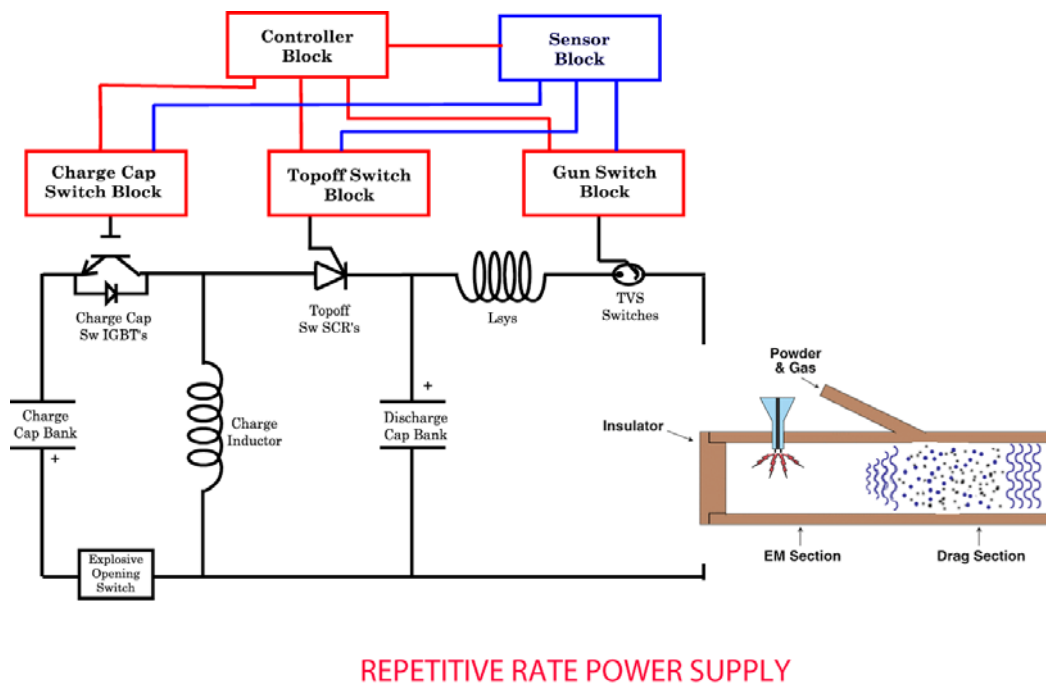 Controller
Block
Sensor
Block
Charge Cap
Switch Block
Topoff Switch
Block
Gun Switch
Block
Charge Cap
Sw IGBT's
Topoff
Sw SCR's
Lsys
TVS
Switches
Charge
Cap Bank
+
Charge
Inductor
+
Discharge
Cap Bank
Explosive
Opening
Switch
Powder
& Gas
Insulator
EM Section
Drag Section
REPETITIVE RATE POWER SUPPLY